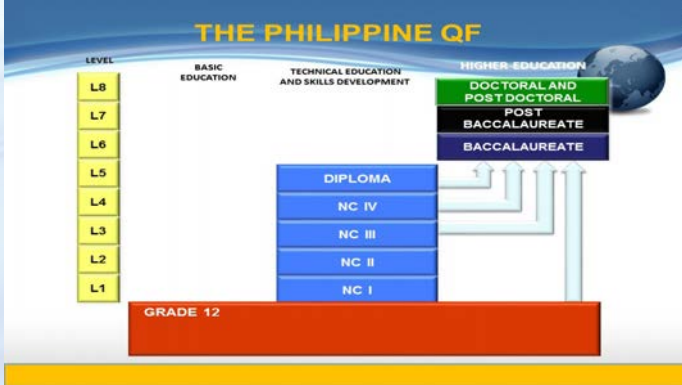 THE PHILIPPINE QF
LEVEL
BASIC
EDUCATION
TECHNICAL EDUCATION
AND SKILLS DEVELOPMENT
HIGHER EDUCATION
L8
L7
L6
L5
L4
L3
L2
L1
DOCTORAL AND
POST DOCTORAL
POST
BACCALAUREATE
BACCALAUREATE
DIPLOMA
NC IV
NC III
NC II
NC I
GRADE 12